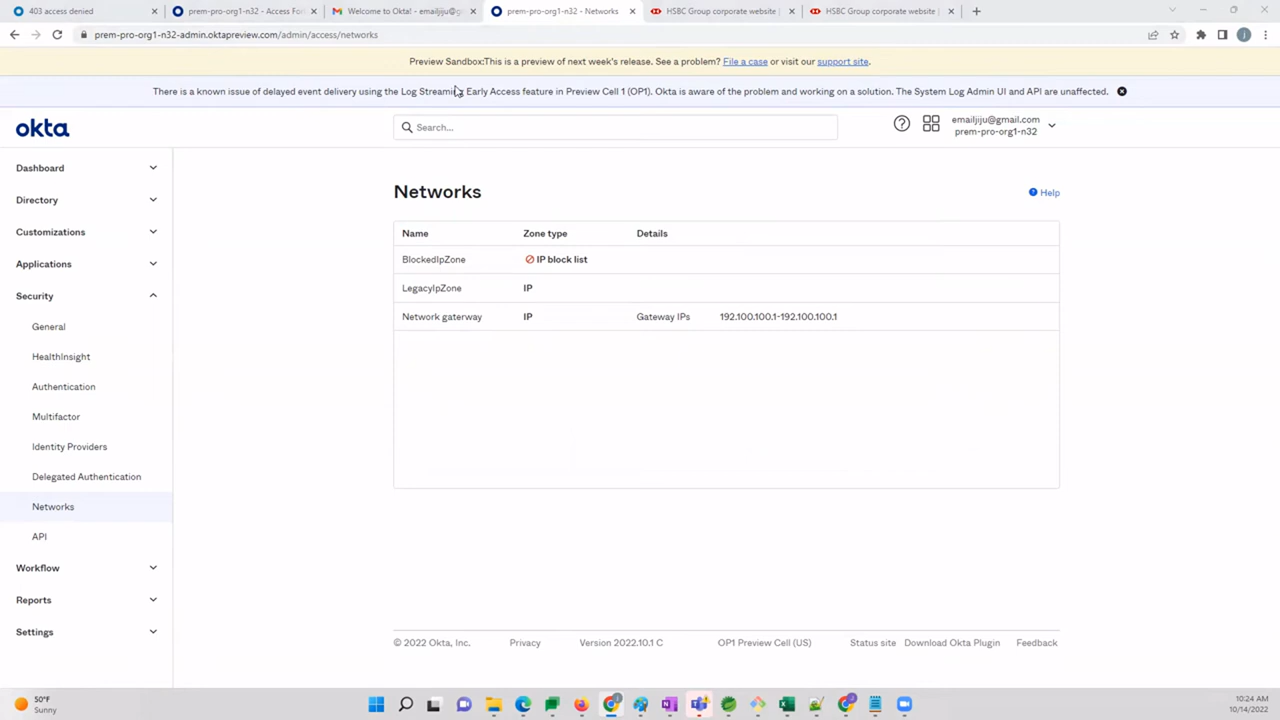 403 access denied
prem-pro-org1-n32 - Access For
Welcome to Okta! - emailjiju@g
prem-pro-org1-n32 - Networks
HSBC Group corporate website |
HSBC Group corporate website |
prem-pro-org1-n32-admin.oktapreview.com/admin/access/networks
Preview Sandbox:This is a preview of next week's release. See a problem? File a case or visit our support site.
There is a known issue of delayed event delivery using the Log Streaming Early Access feature in Preview Cell 1 (OP1). Okta is aware of the problem and working on a solution. The System Log Admin UI and API are unaffected.
okta
Search...
emailjiju@gmail.com
prem-pro-org1-n32
Dashboard
Directory
Customizations
Applications
Security
General
HealthInsight
Authentication
Multifactor
Identity Providers
Delegated Authentication
Networks
API
Workflow
Reports
Settings
Networks
Help
Name Zone type Details
BlockedIpZone IP block list
LegacyIpZone IP
Network gateway IP Gateway IPs 192.100.100.1-192.100.100.1
© 2022 Okta, Inc. Privacy Version 2022.10.1 C OP1 Preview Cell (US) Status site Download Okta Plugin Feedback
50°F
Sunny
10:24 AM
10/14/2022